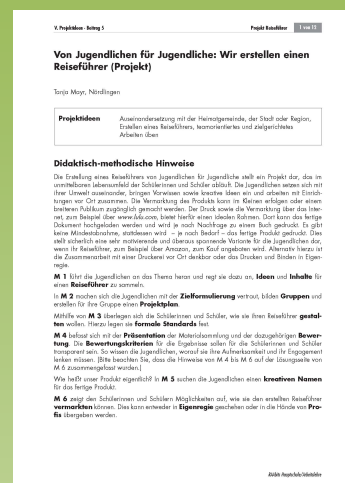 V. Projektideen · Beitrag 5
Projekt Reiseführer
1 von 12
Von Jugendlichen für Jugendliche: Wir erstellen einen
Reiseführer (Projekt)
Tanja Mayr, Nördlingen
Projektideen
Auseinandersetzung mit der Heimatgemeinde, der Stadt oder Region,
Erstellen eines Reiseführers, teamorientiertes und zielgerichtetes
Arbeiten üben
Didaktisch-methodische Hinweise
Die Erstellung eines Reiseführers von Jugendlichen für Jugendliche stellt ein Projekt dar, das im
unmittelbaren Lebensumfeld der Schülerinnen und Schüler abläuft. Die Jugendlichen setzen sich mit
ihrer Umwelt auseinander, bringen Vorwissen sowie kreative Ideen ein und arbeiten mit Einrich-
tungen vor Ort zusammen. Die Vermarktung des Produkts kann im Kleinen erfolgen oder einem
breiteren Publikum zugänglich gemacht werden. Der Druck sowie die Vermarktung über das Inter-
net, zum Beispiel über www.lulu.com, bietet hierfür einen idealen Rahmen. Dort kann das fertige
Dokument hochgeladen werden und wird je nach Nachfrage zu einem Buch gedruckt. Es gibt
keine Mindestabnahme, stattdessen wird – je nach Bedarf – das fertige Produkt gedruckt. Dies
stellt sicherlich eine sehr motivierende und überaus spannende Variante für die Jugendlichen dar,
wenn ihr Reiseführer, zum Beispiel über Amazon, zum Kauf angeboten wird. Alternativ hierzu ist
die Zusammenarbeit mit einer Druckerei vor Ort denkbar oder das Drucken und Binden in Eigen-
regie.
M 1 führt die Jugendlichen an das Thema heran und regt sie dazu an, Ideen und Inhalte für
einen Reiseführer zu sammeln.
In M 2 machen sich die Jugendlichen mit der Zielformulierung vertraut, bilden Gruppen und
erstellen für ihre Gruppe einen Projektplan.
Mithilfe von M 3 überlegen sich die Schülerinnen und Schüler, wie sie ihren Reiseführer gestal-
ten wollen. Hierzu legen sie formale Standards fest.
M 4 befasst sich mit der Präsentation der Materialsammlung und der dazugehörigen Bewer-
tung. Die Bewertungskriterien für die Ergebnisse sollen für die Schülerinnen und Schüler
transparent sein. So wissen die Jugendlichen, worauf sie ihre Aufmerksamkeit und ihr Engagement
lenken müssen. (Bitte beachten Sie, dass die Hinweise von M 4 bis M 6 auf der Lösungsseite von
M 6 zusammengefasst wurden.)
Wie heißt unser Produkt eigentlich? In M 5 suchen die Jugendlichen einen kreativen Namen
für das fertige Produkt.
M 6 zeigt den Schülerinnen und Schülern Möglichkeiten auf, wie sie den erstellten Reiseführer
vermarkten können. Dies kann entweder in Eigenregie geschehen oder in die Hände von Pro-
fis übergeben werden.